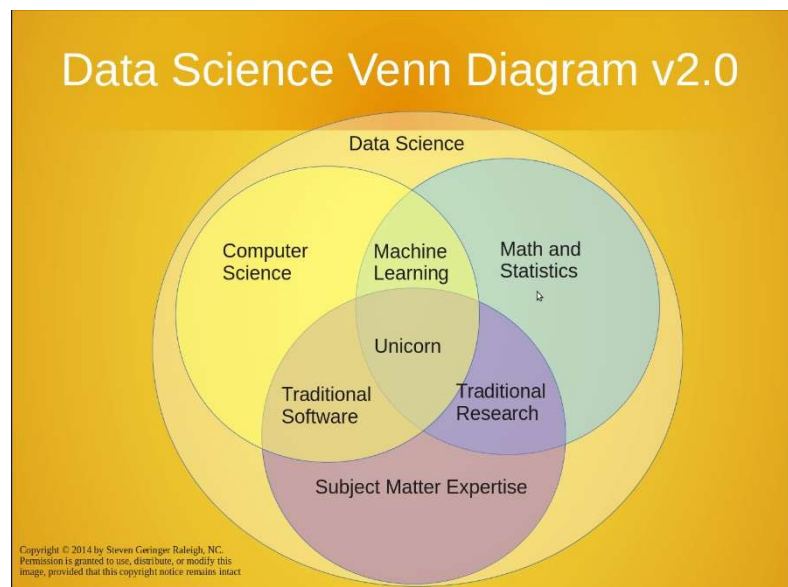 Data Science Venn Diagram v2.0
Data Science
Computer
Science
Machine
Learning
Math and
Statistics
Unicorn
Traditional
Software
Traditional
Research
Subject Matter Expertise
Copyright © 2014 by Steven Geringer Raleigh, NC.
Permission is granted to use, distribute, or modify this
image, provided that this copyright notice remains intact